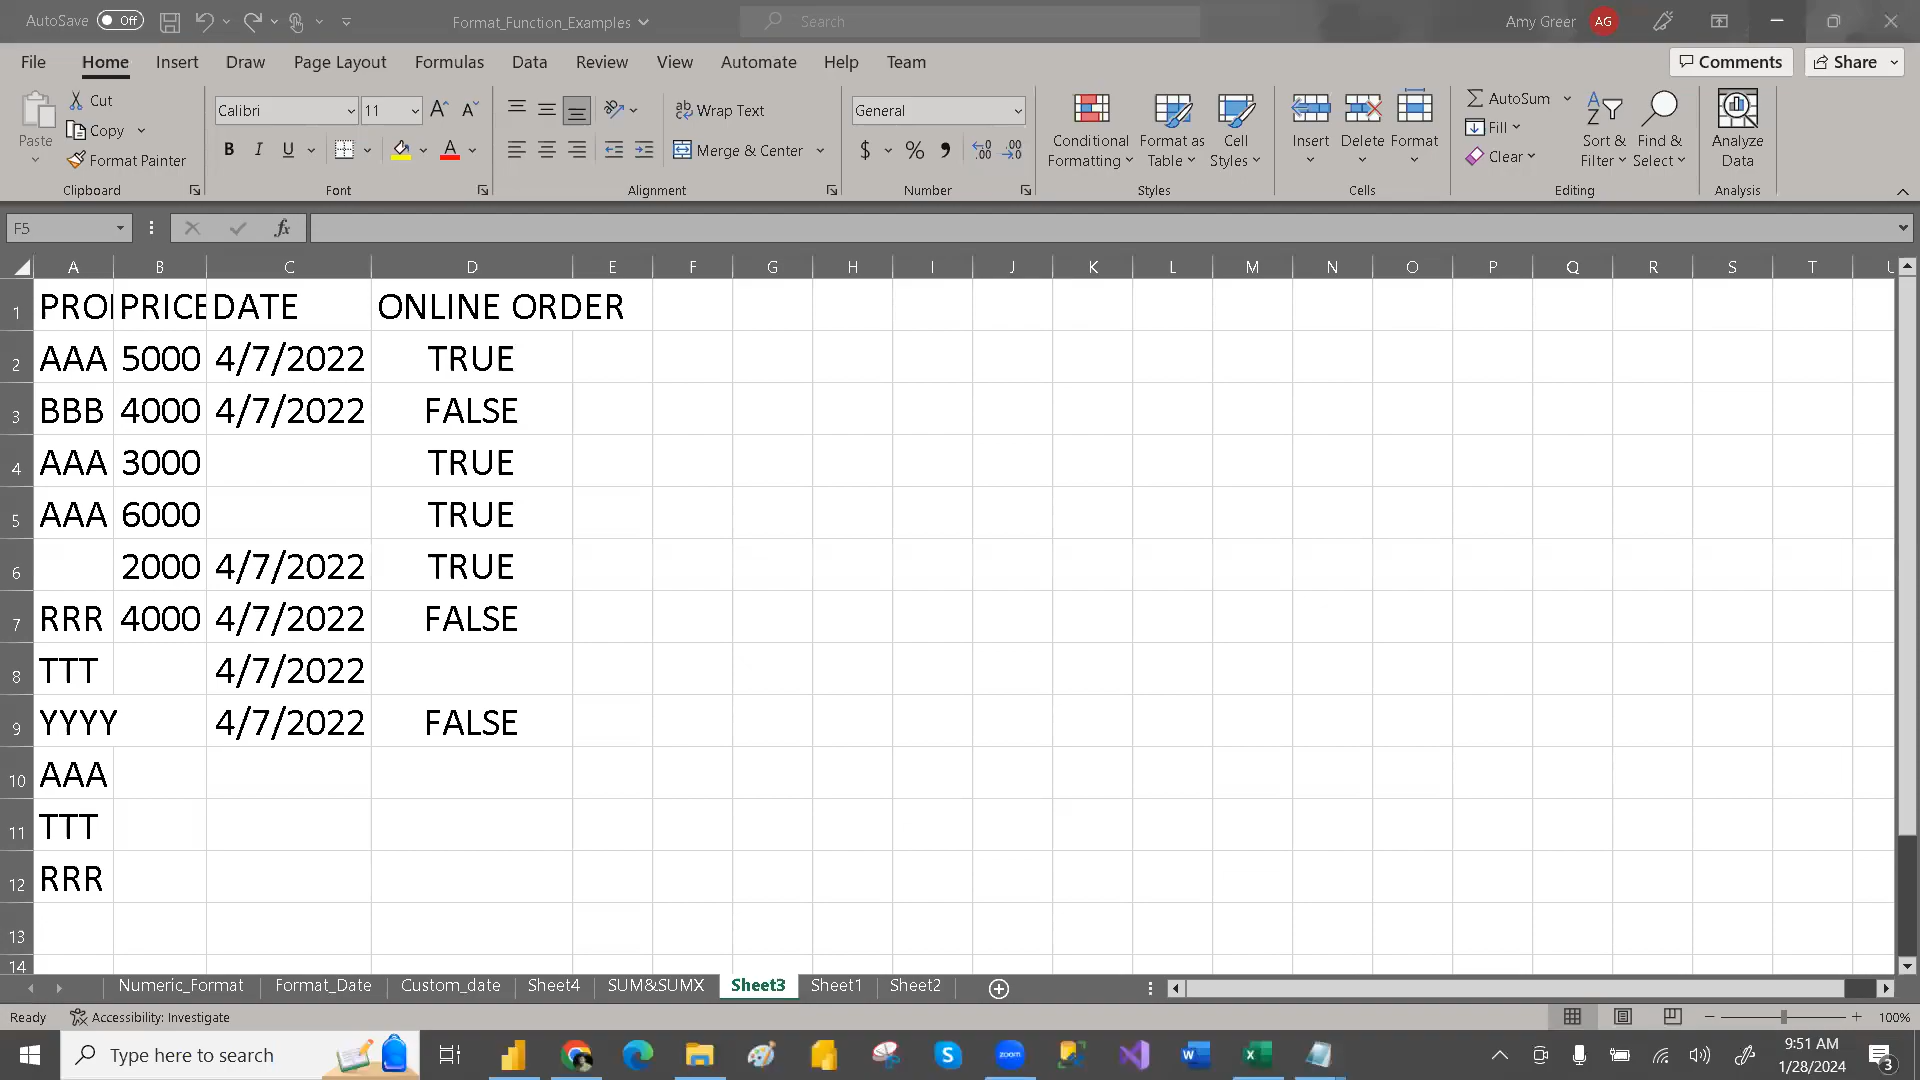 AutoSave Off Format_Function_Examples Search Amy Greer AG
File Home Insert Draw Page Layout Formulas Data Review View Automate Help Team Comments Share
Paste Cut Copy Format Painter Clipboard
Calibri 11 B I U Font
Wrap Text Merge & Center Alignment
General $ % Number
Conditional Formatting Format as Table Cell Styles Styles
Insert Delete Format Cells
AutoSum Fill Clear Sort & Filter Find & Select Editing
Analyze Data Analysis
F5 fx
A B C D E F G H I J K L M N O P Q R S T
1 PRO PRICE DATE ONLINE ORDER
2 AAA 5000 4/7/2022 TRUE
3 BBB 4000 4/7/2022 FALSE
4 AAA 3000 TRUE
5 AAA 6000 TRUE
6 2000 4/7/2022 TRUE
7 RRR 4000 4/7/2022 FALSE
8 TTT 4/7/2022
9 YYYY 4/7/2022 FALSE
10 AAA
11 TTT
12 RRR
13
14
Numeric_Format Format_Date Custom_date Sheet4 SUM&SUMX Sheet3 Sheet1 Sheet2
Ready Accessibility: Investigate 100%
Type here to search zoom 9:51 AM
1/28/2024 3